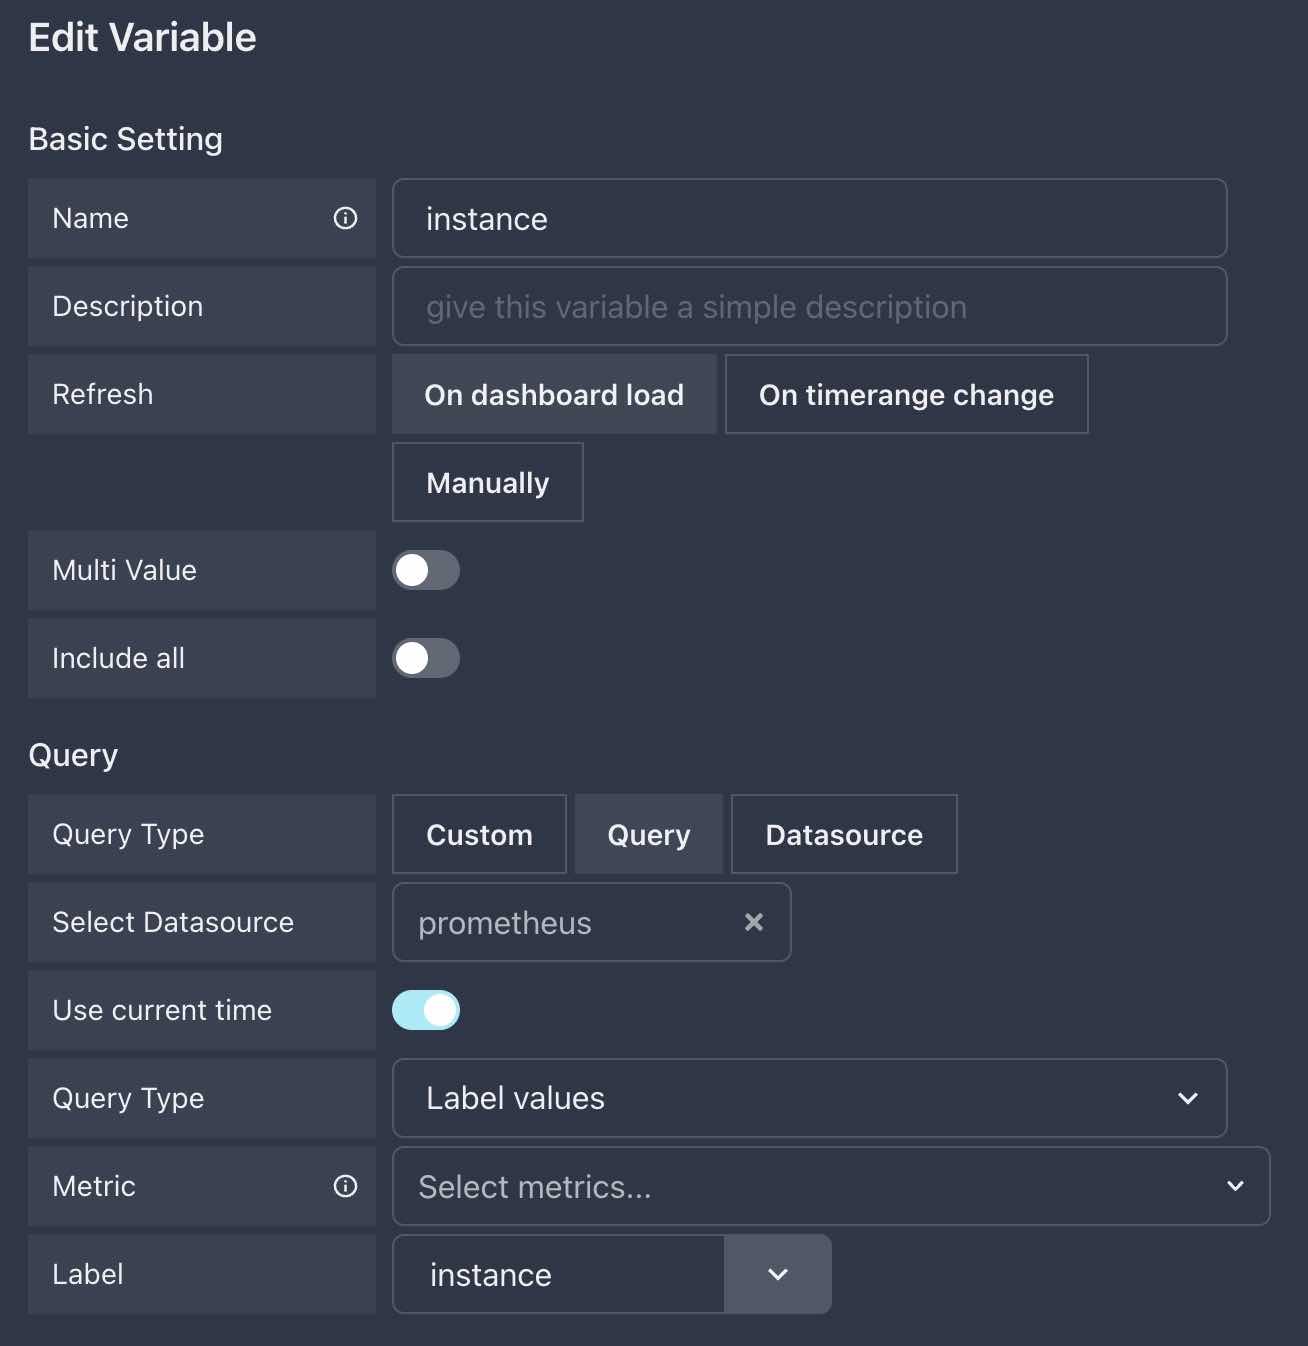 Edit Variable
Basic Setting
Name instance
Description give this variable a simple description
Refresh On dashboard load On timerange change
Manually
Multi Value
Include all
Query
Query Type Custom Query Datasource
Select Datasource prometheus
Use current time
Query Type Label values
Metric Select metrics...
Label instance